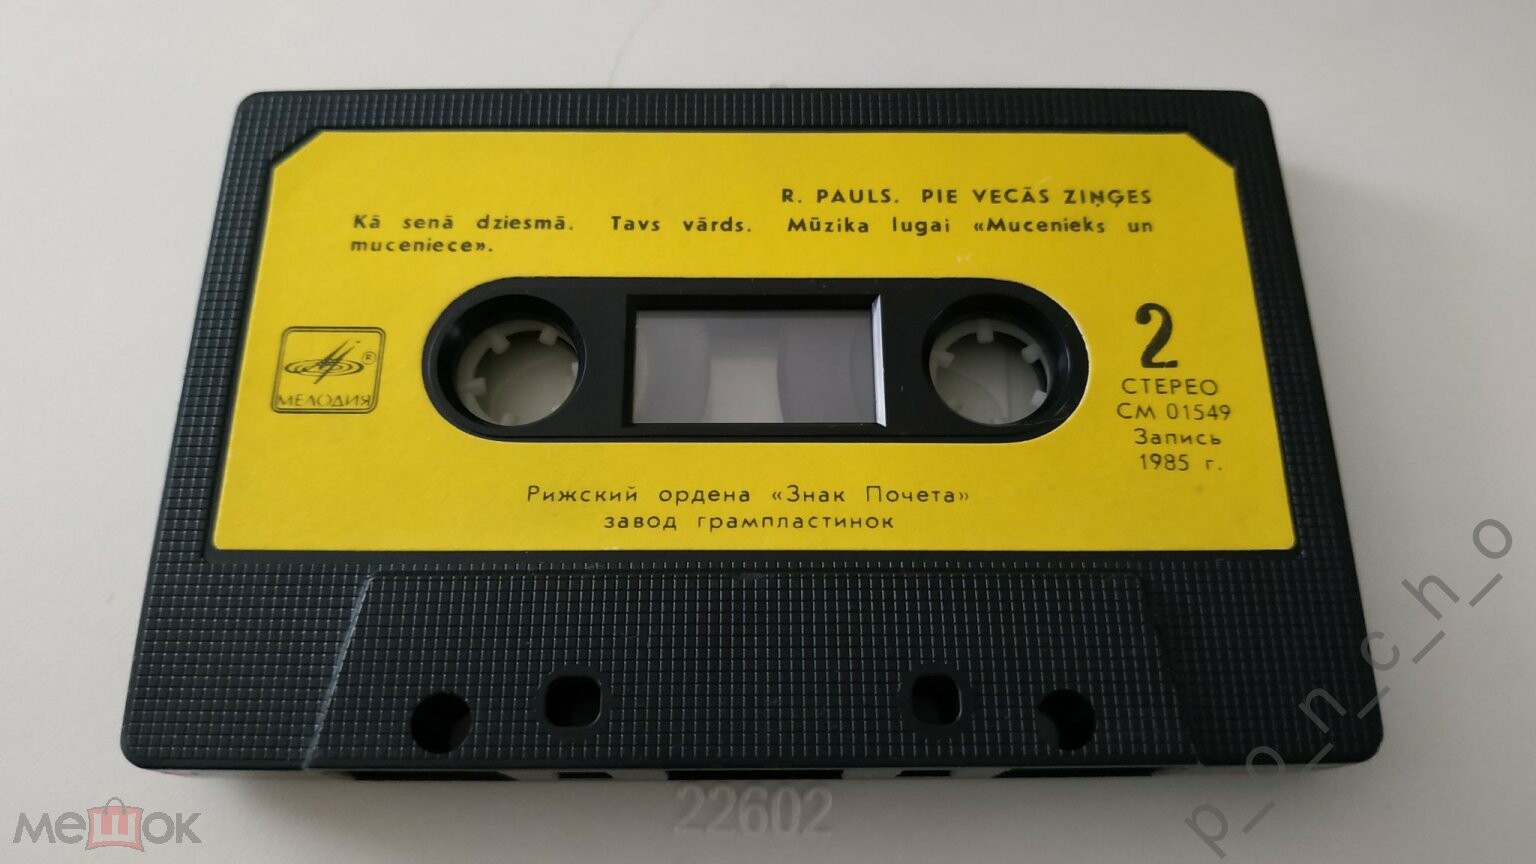 R. PAULS. PIE VECĀS ZIŅĢES
Kā senā dziesmā. Tavs vārds. Mūzika lugai «Mucenieks un
muceniece».
®
МЕЛОДИЯ
2
СТЕРЕО
СМ 01549
Запись
1985 г.
Рижский ордена «Знак Почета»
завод грампластинок
22602
мешок
p_o_n_c_h_o